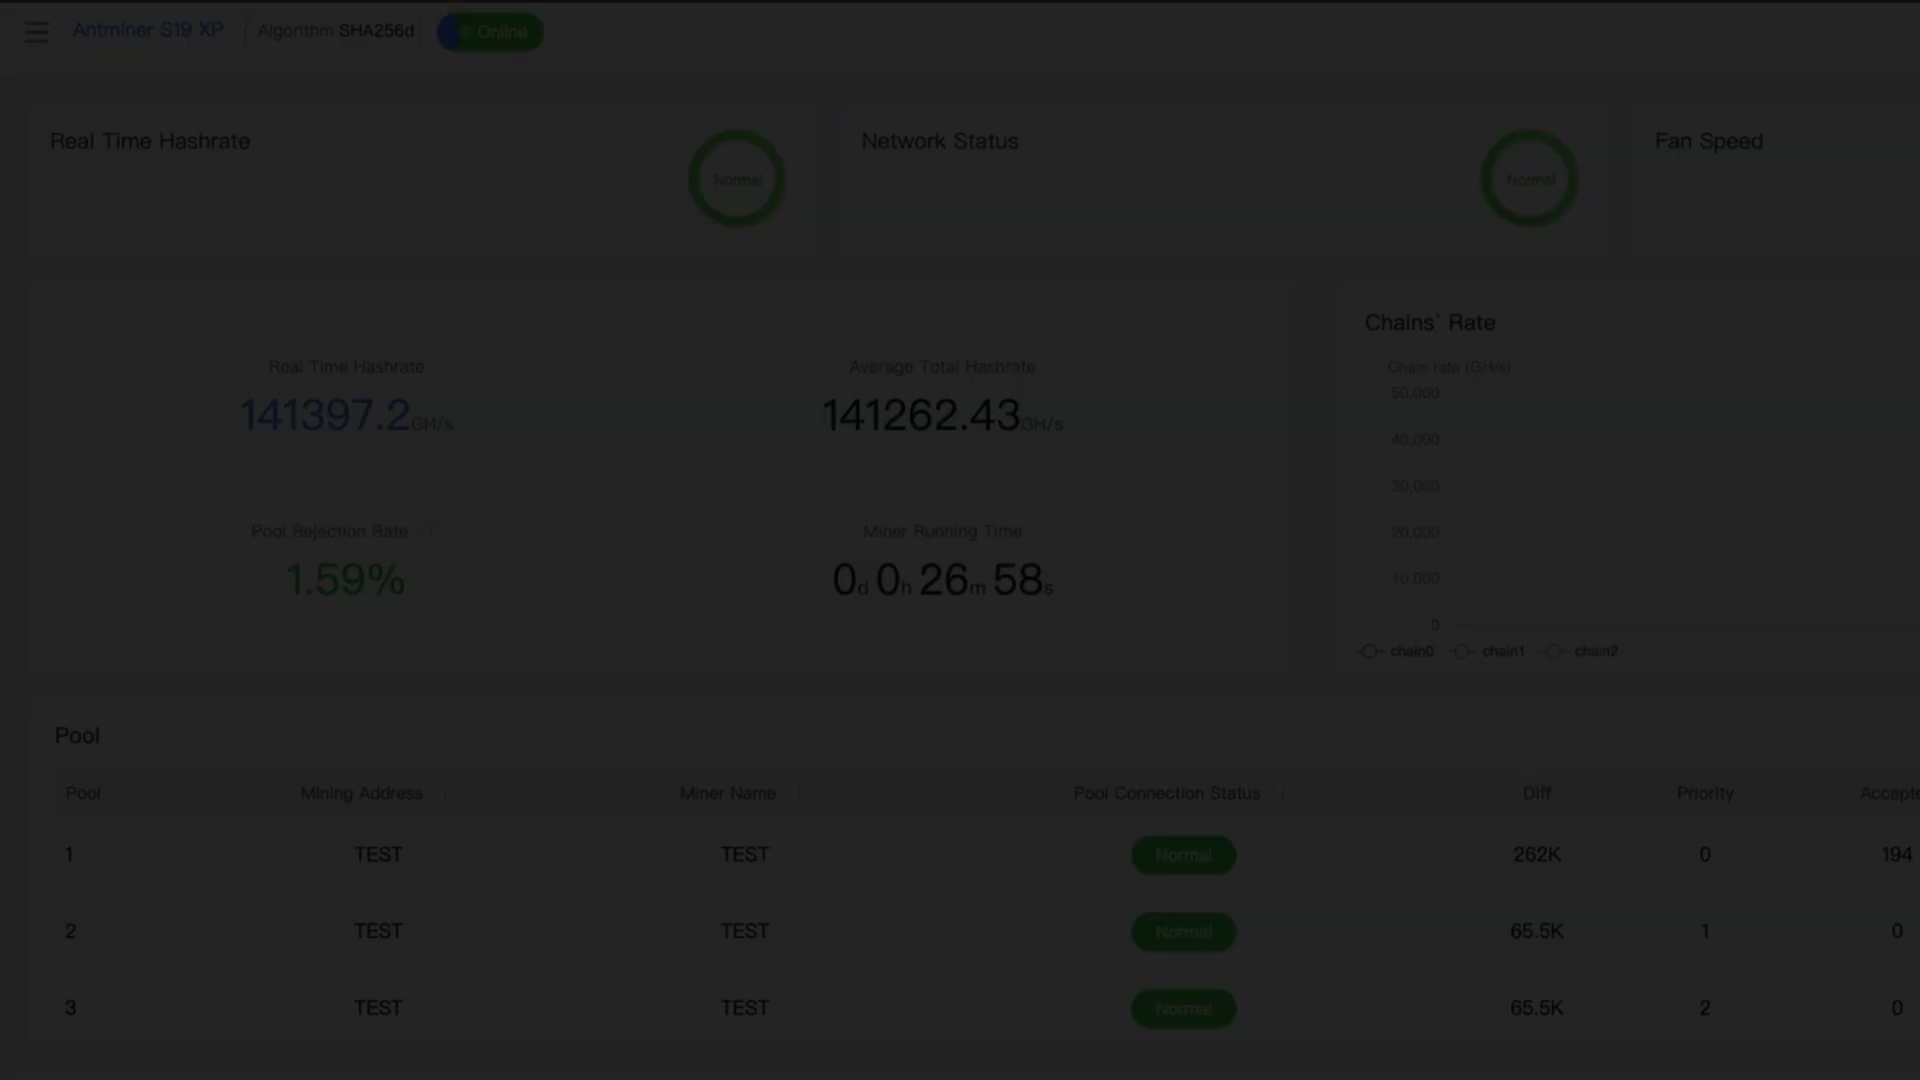 Antminer S19 XP Algorithm SHA256d Online
Real Time Hashrate
Normal
Network Status
Normal
Fan Speed
Real Time Hashrate
141397.2GH/s
Average Total Hashrate
141262.43GH/s
Pool Rejection Rate
1.59%
Miner Running Time
0d 0h 26m 58s
Chains` Rate
Chain rate (GH/s)
50,000
40,000
30,000
20,000
10,000
0
chain0 chain1 chain2
Pool
Pool Mining Address Miner Name Pool Connection Status Diff Priority Accepte
1 TEST TEST Normal 262K 0 194
2 TEST TEST Normal 65.5K 1 0
3 TEST TEST Normal 65.5K 2 0